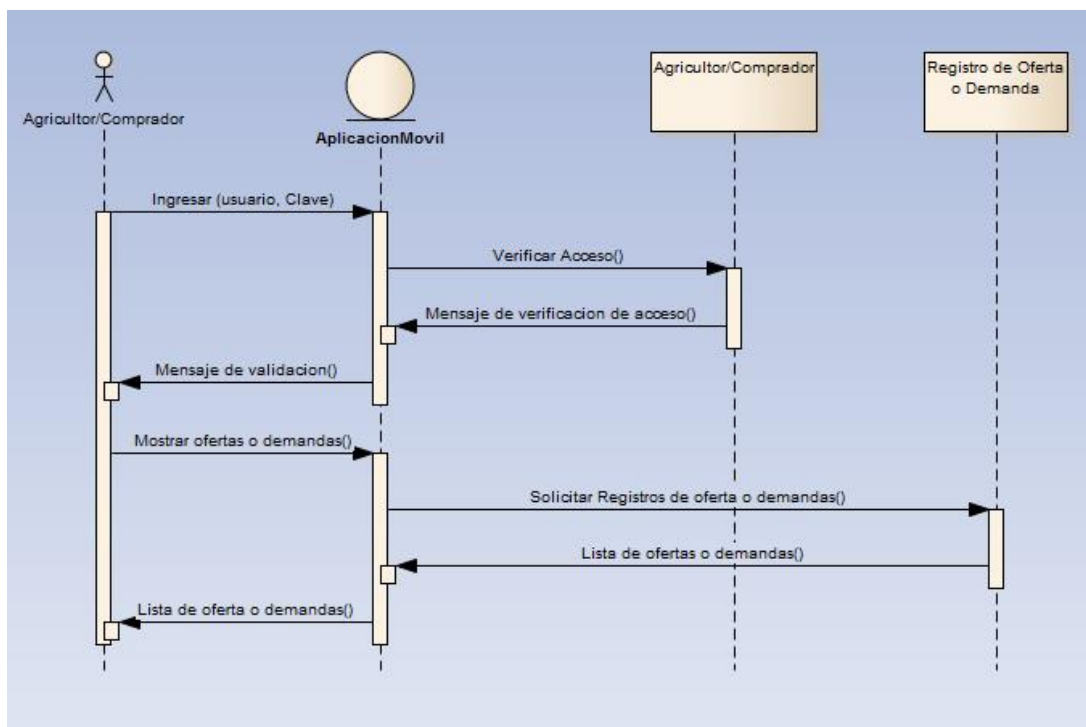 Agricultor/Comprador
AplicacionMovil
Agricultor/Comprador
Registro de Oferta
o Demanda
Ingresar (usuario, Clave)
Verificar Acceso()
Mensaje de verificacion de acceso()
Mensaje de validacion()
Mostrar ofertas o demandas()
Solicitar Registros de oferta o demandas()
Lista de ofertas o demandas()
Lista de oferta o demandas()